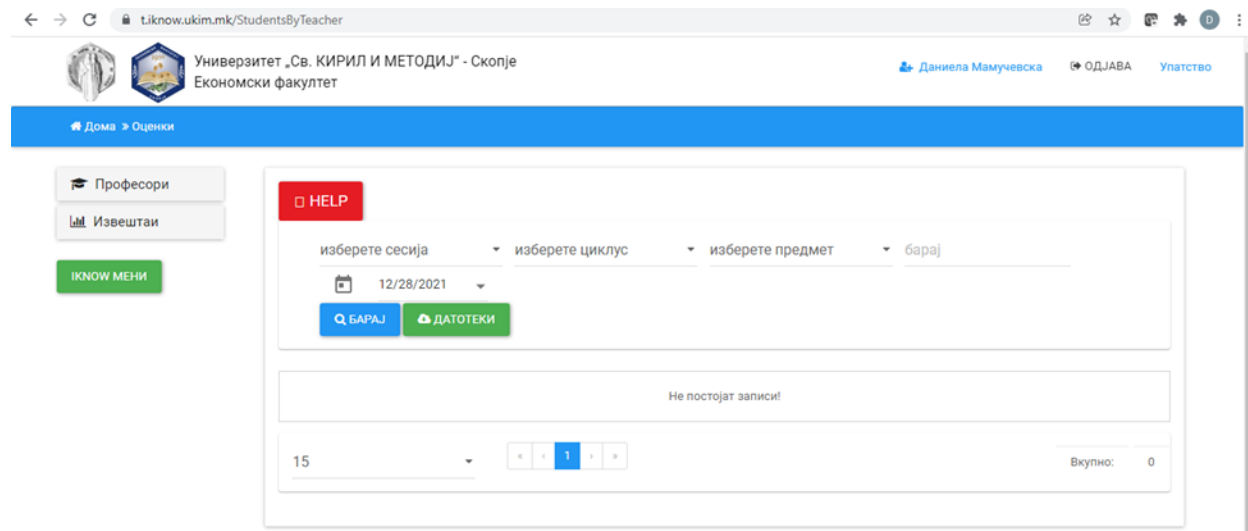 t.iknow.ukim.mk/StudentsByTeacher
D
Универзитет „Св. КИРИЛ И МЕТОДИЈ“ - Скопје
Економски факултет
Даниела Мамучевска
ОДЈАВА
Упатство
Дома » Оценки
Професори
Извештаи
IKNOW МЕНИ
HELP
изберете сесија
изберете циклус
изберете предмет
барај
12/28/2021
БАРАЈ
ДАТОТЕКИ
Не постојат записи!
15
« ‹ 1 › »
Вкупно: 0